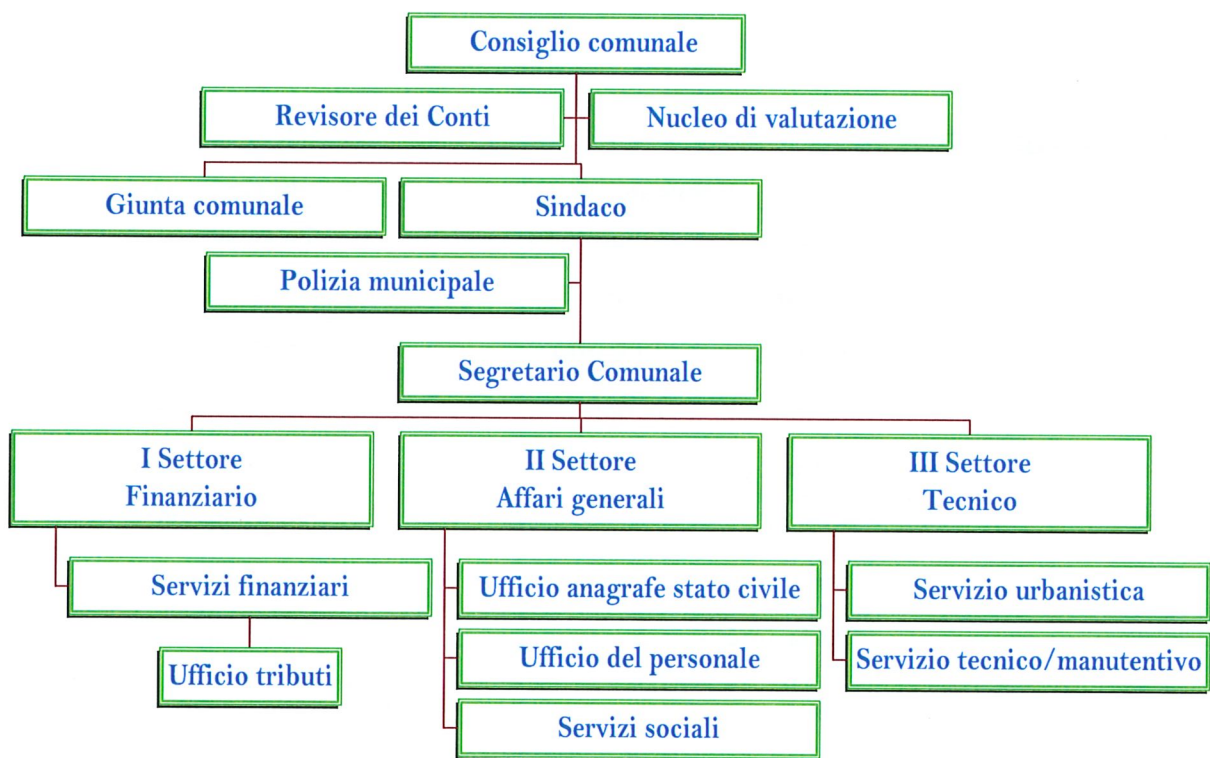 Consiglio comunale
Revisore dei Conti
Nucleo di valutazione
Giunta comunale
Sindaco
Polizia municipale
Segretario Comunale
I Settore
Finanziario
II Settore
Affari generali
III Settore
Tecnico
Servizi finanziari
Ufficio tributi
Ufficio anagrafe stato civile
Ufficio del personale
Servizi sociali
Servizio urbanistica
Servizio tecnico/manutentivo